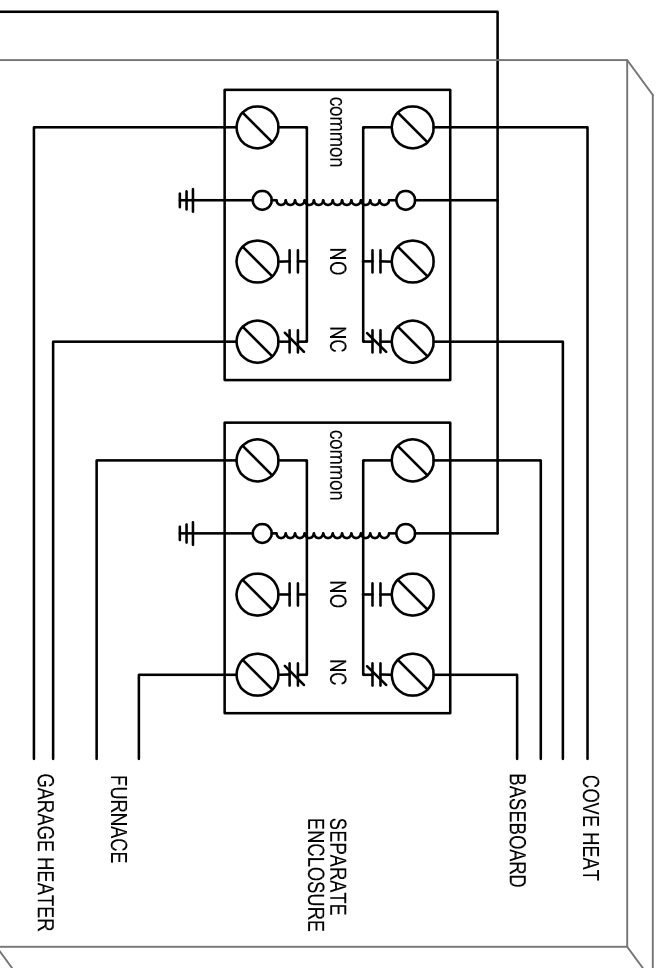 common
NO
NC
common
NO
NC
COVE HEAT
BASEBOARD
SEPARATE
ENCLOSURE
FURNACE
GARAGE HEATER